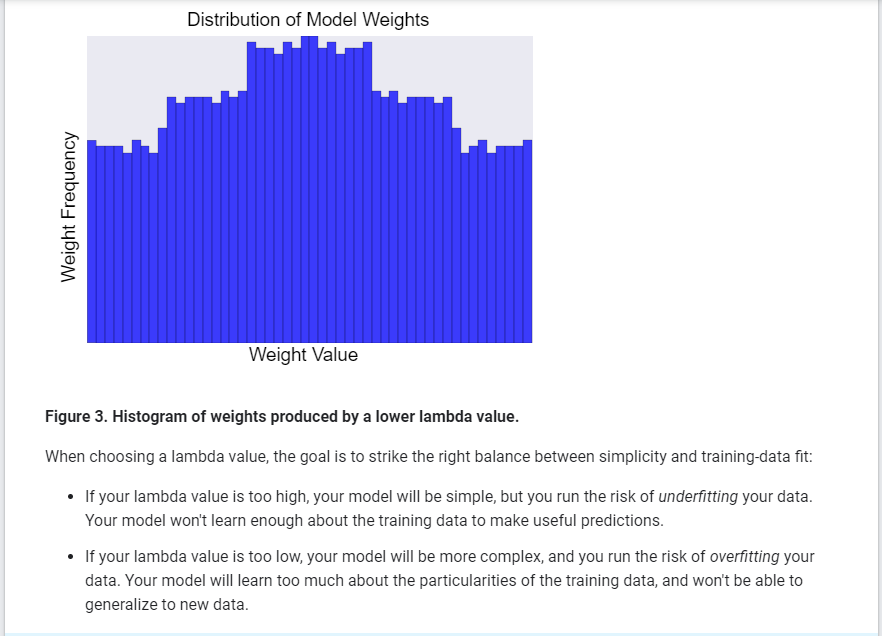 Distribution of Model Weights
Weight Frequency
Weight Value
Figure 3. Histogram of weights produced by a lower lambda value.
When choosing a lambda value, the goal is to strike the right balance between simplicity and training-data fit:
• If your lambda value is too high, your model will be simple, but you run the risk of underfitting your data.
Your model won't learn enough about the training data to make useful predictions.
• If your lambda value is too low, your model will be more complex, and you run the risk of overfitting your
data. Your model will learn too much about the particularities of the training data, and won't be able to
generalize to new data.